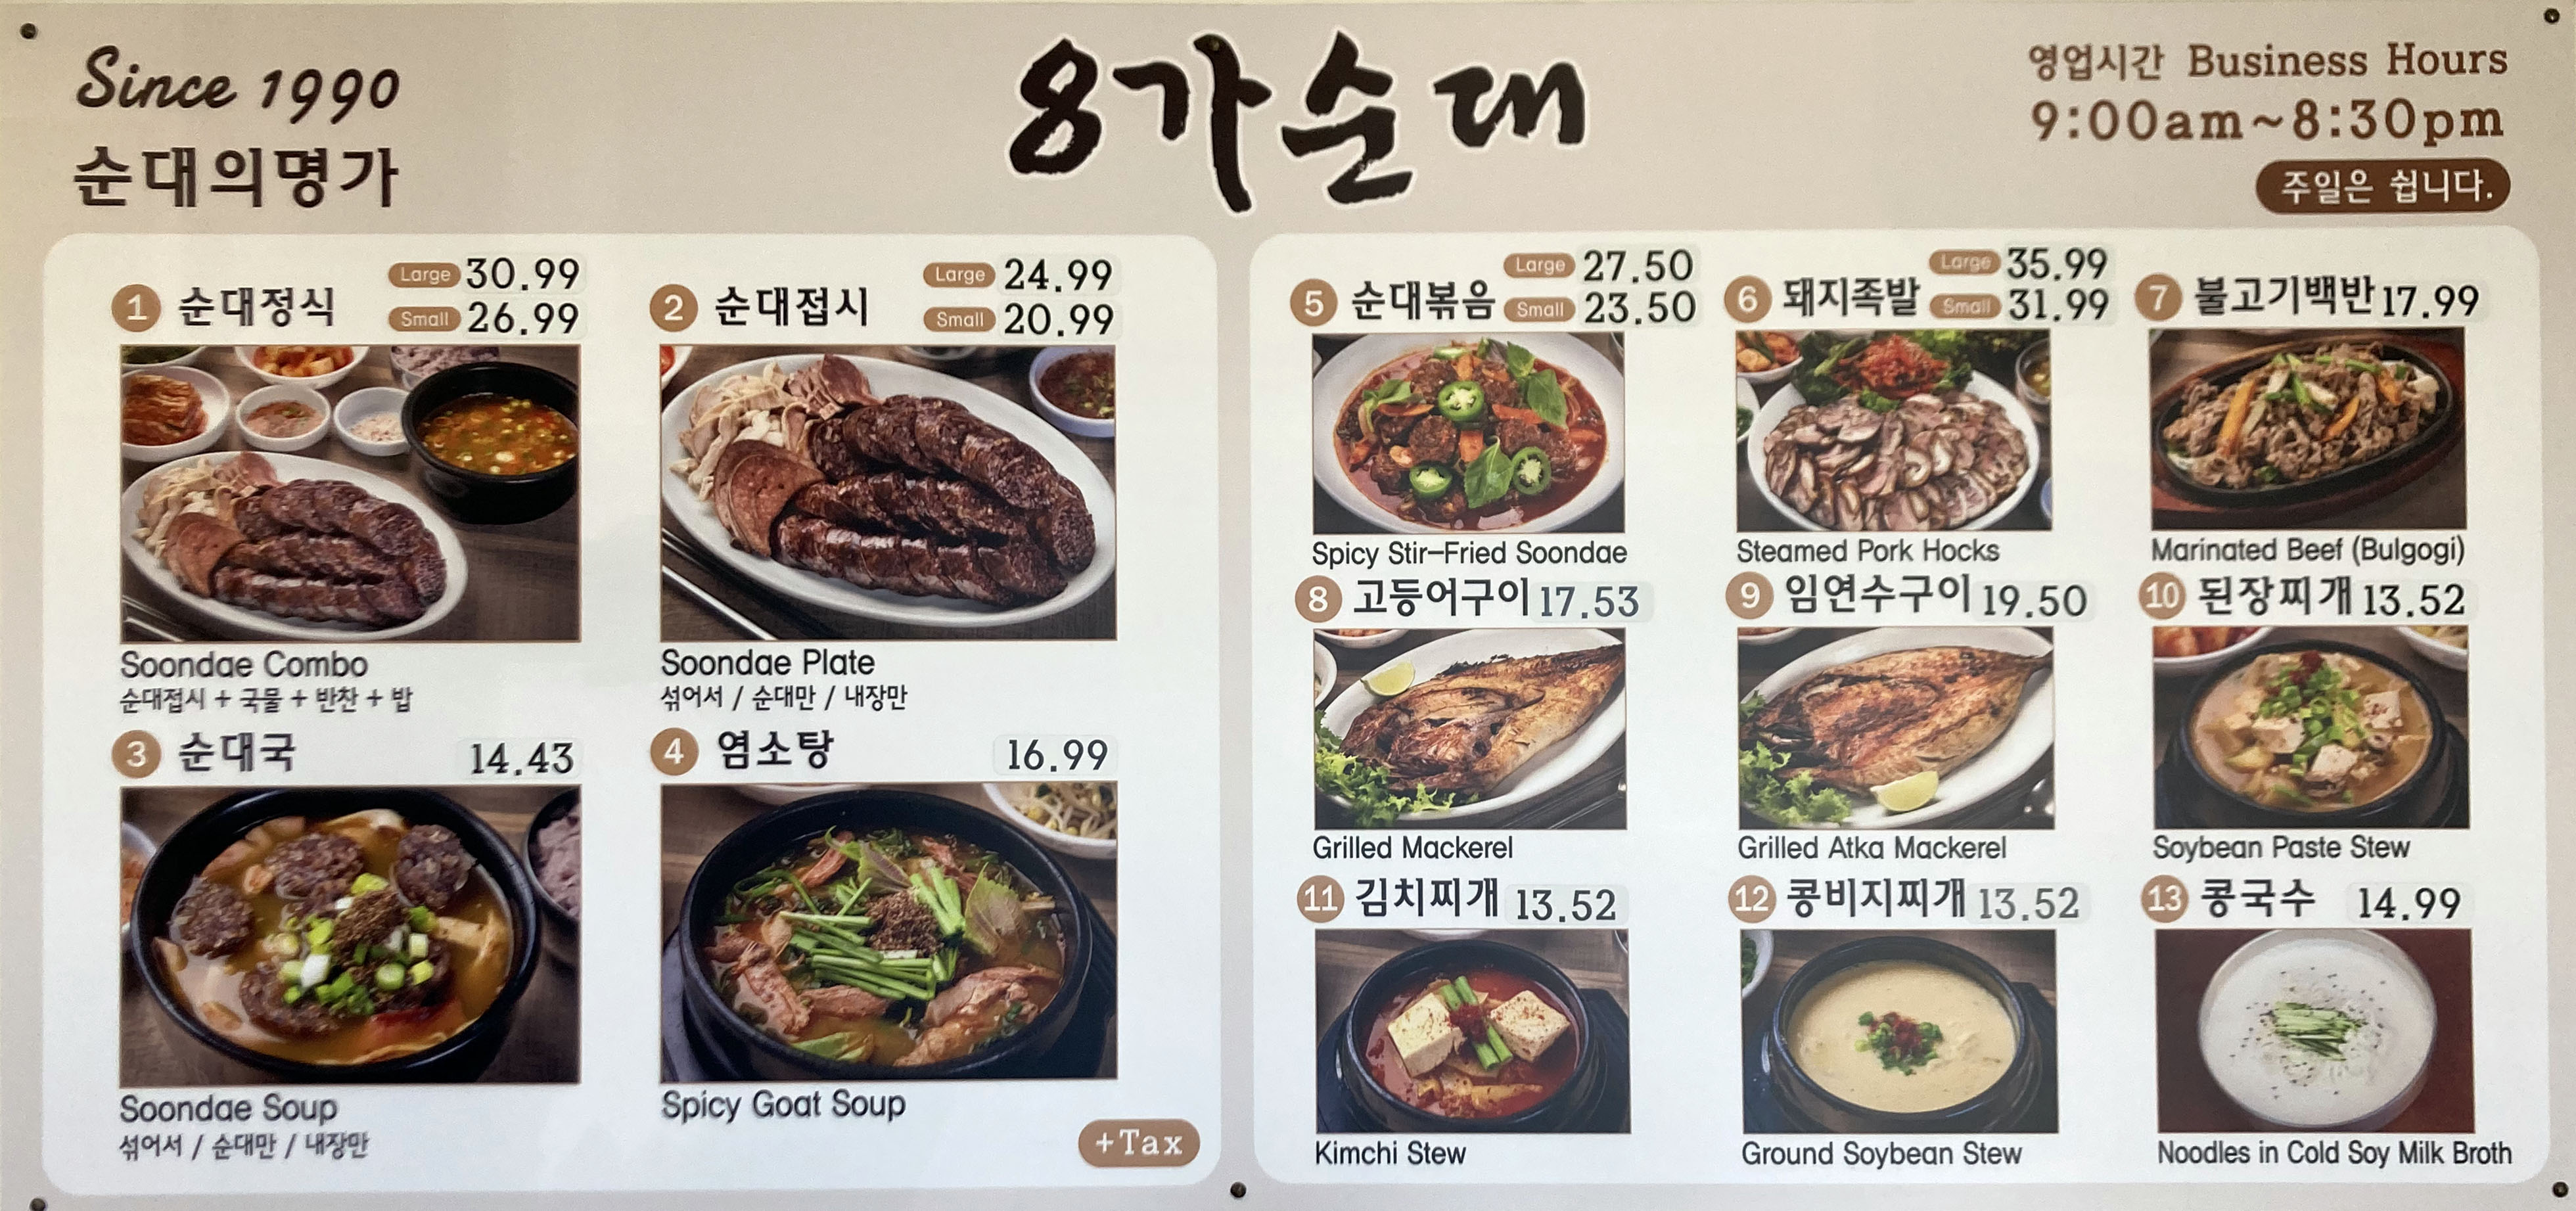 Since 1990
순대의명가
8가순대
영업시간 Business Hours
9:00am~8:30pm
주일은 쉽니다.
1 순대정식 Large 30.99
Small 26.99
Soondae Combo
순대접시 + 국물 + 반찬 + 밥
2 순대접시 Large 24.99
Small 20.99
Soondae Plate
섞어서 / 순대만 / 내장만
3 순대국 14.43
Soondae Soup
섞어서 / 순대만 / 내장만
4 염소탕 16.99
Spicy Goat Soup
+Tax
5 순대볶음 Large 27.50
Small 23.50
Spicy Stir-Fried Soondae
6 돼지족발 Large 35.99
Small 31.99
Steamed Pork Hocks
7 불고기백반 17.99
Marinated Beef (Bulgogi)
8 고등어구이 17.53
Grilled Mackerel
9 임연수구이 19.50
Grilled Atka Mackerel
10 된장찌개 13.52
Soybean Paste Stew
11 김치찌개 13.52
Kimchi Stew
12 콩비지찌개 13.52
Ground Soybean Stew
13 콩국수 14.99
Noodles in Cold Soy Milk Broth